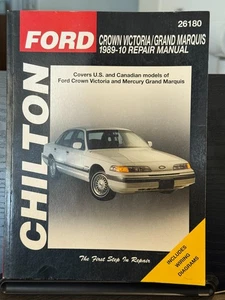 26180
FORD
CROWN VICTORIA/GRAND MARQUIS
1989-10 REPAIR MANUAL
Covers U.S. and Canadian models of
Ford Crown Victoria and Mercury Grand Marquis
CHILTON
The First Step In Repair
INCLUDES
WIRING
DIAGRAMS